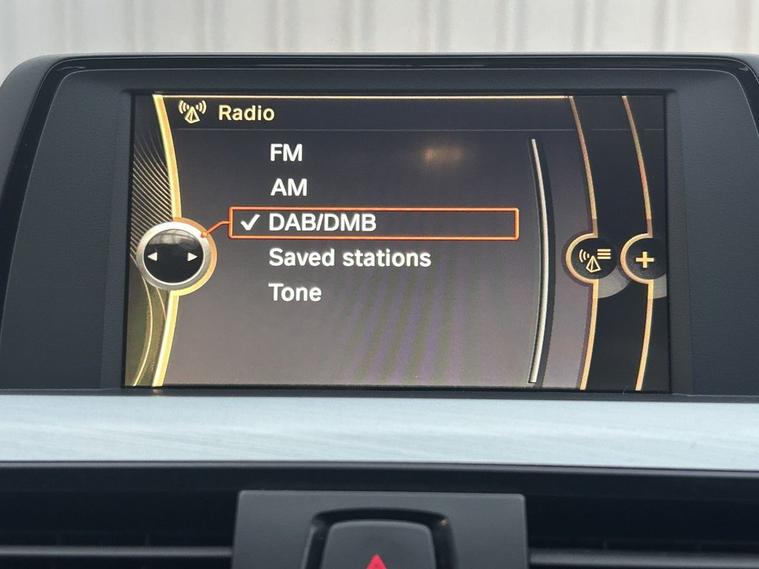 Radio
FM
AM
DAB/DMB
Saved stations
Tone